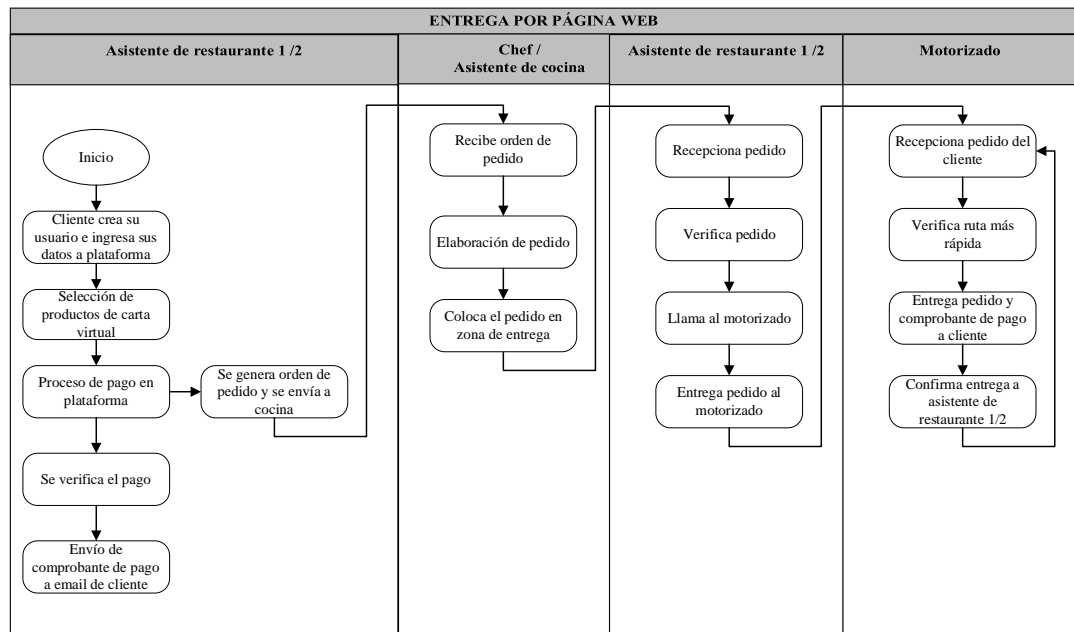 ENTREGA POR PÁGINA WEB
Asistente de restaurante 1 /2
Chef /
Asistente de cocina
Asistente de restaurante 1 /2
Motorizado
Inicio
Cliente crea su
usuario e ingresa sus
datos a plataforma
Selección de
productos de carta
virtual
Proceso de pago en
plataforma
Se genera orden de
pedido y se envía a
cocina
Se verifica el pago
Envío de
comprobante de pago
a email de cliente
Recibe orden de
pedido
Elaboración de pedido
Coloca el pedido en
zona de entrega
Recepciona pedido
Verifica pedido
Llama al motorizado
Entrega pedido al
motorizado
Recepciona pedido del
cliente
Verifica ruta más
rápida
Entrega pedido y
comprobante de pago
a cliente
Confirma entrega a
asistente de
restaurante 1/2